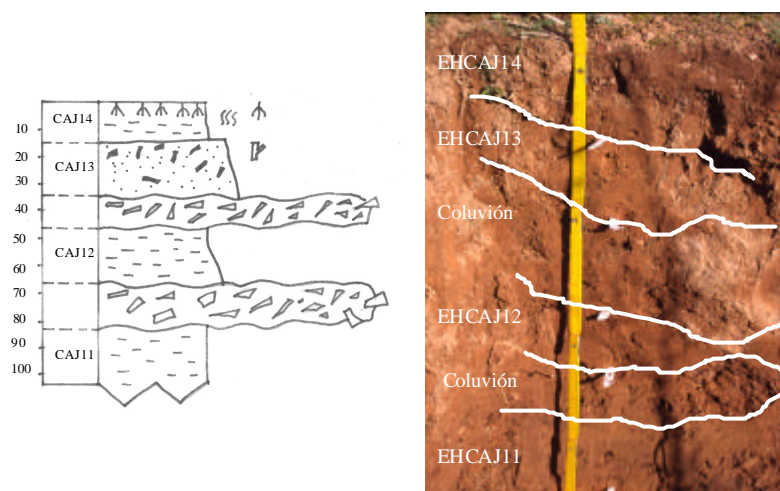 CAJ14
10
CAJ13
20
30
40
50
CAJ12
60
70
80
90
CAJ11
100
EHCAJ14
EHCAJ13
Coluvión
EHCAJ12
Coluvión
EHCAJ11